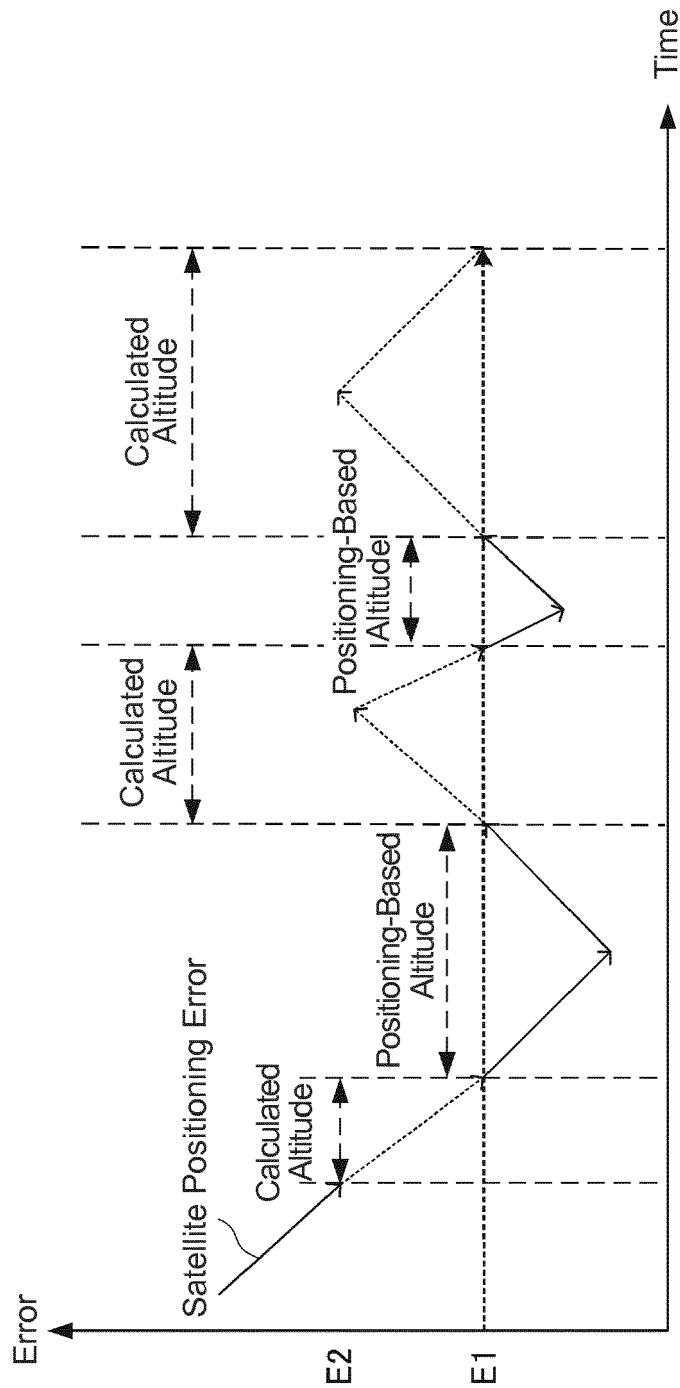 Error
E2
E1
Satellite Positioning Error
Calculated
Altitude
Positioning-Based
Altitude
Calculated
Altitude
Positioning-Based
Altitude
Calculated
Altitude
Time